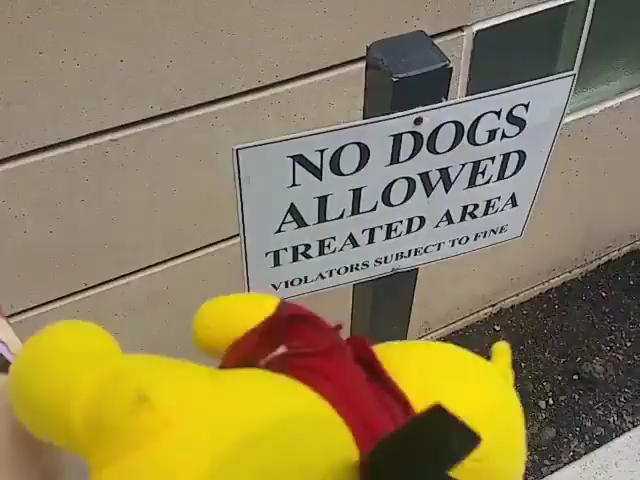 NO DOGS
ALLOWED
TREATED AREA
VIOLATORS SUBJECT TO FINE